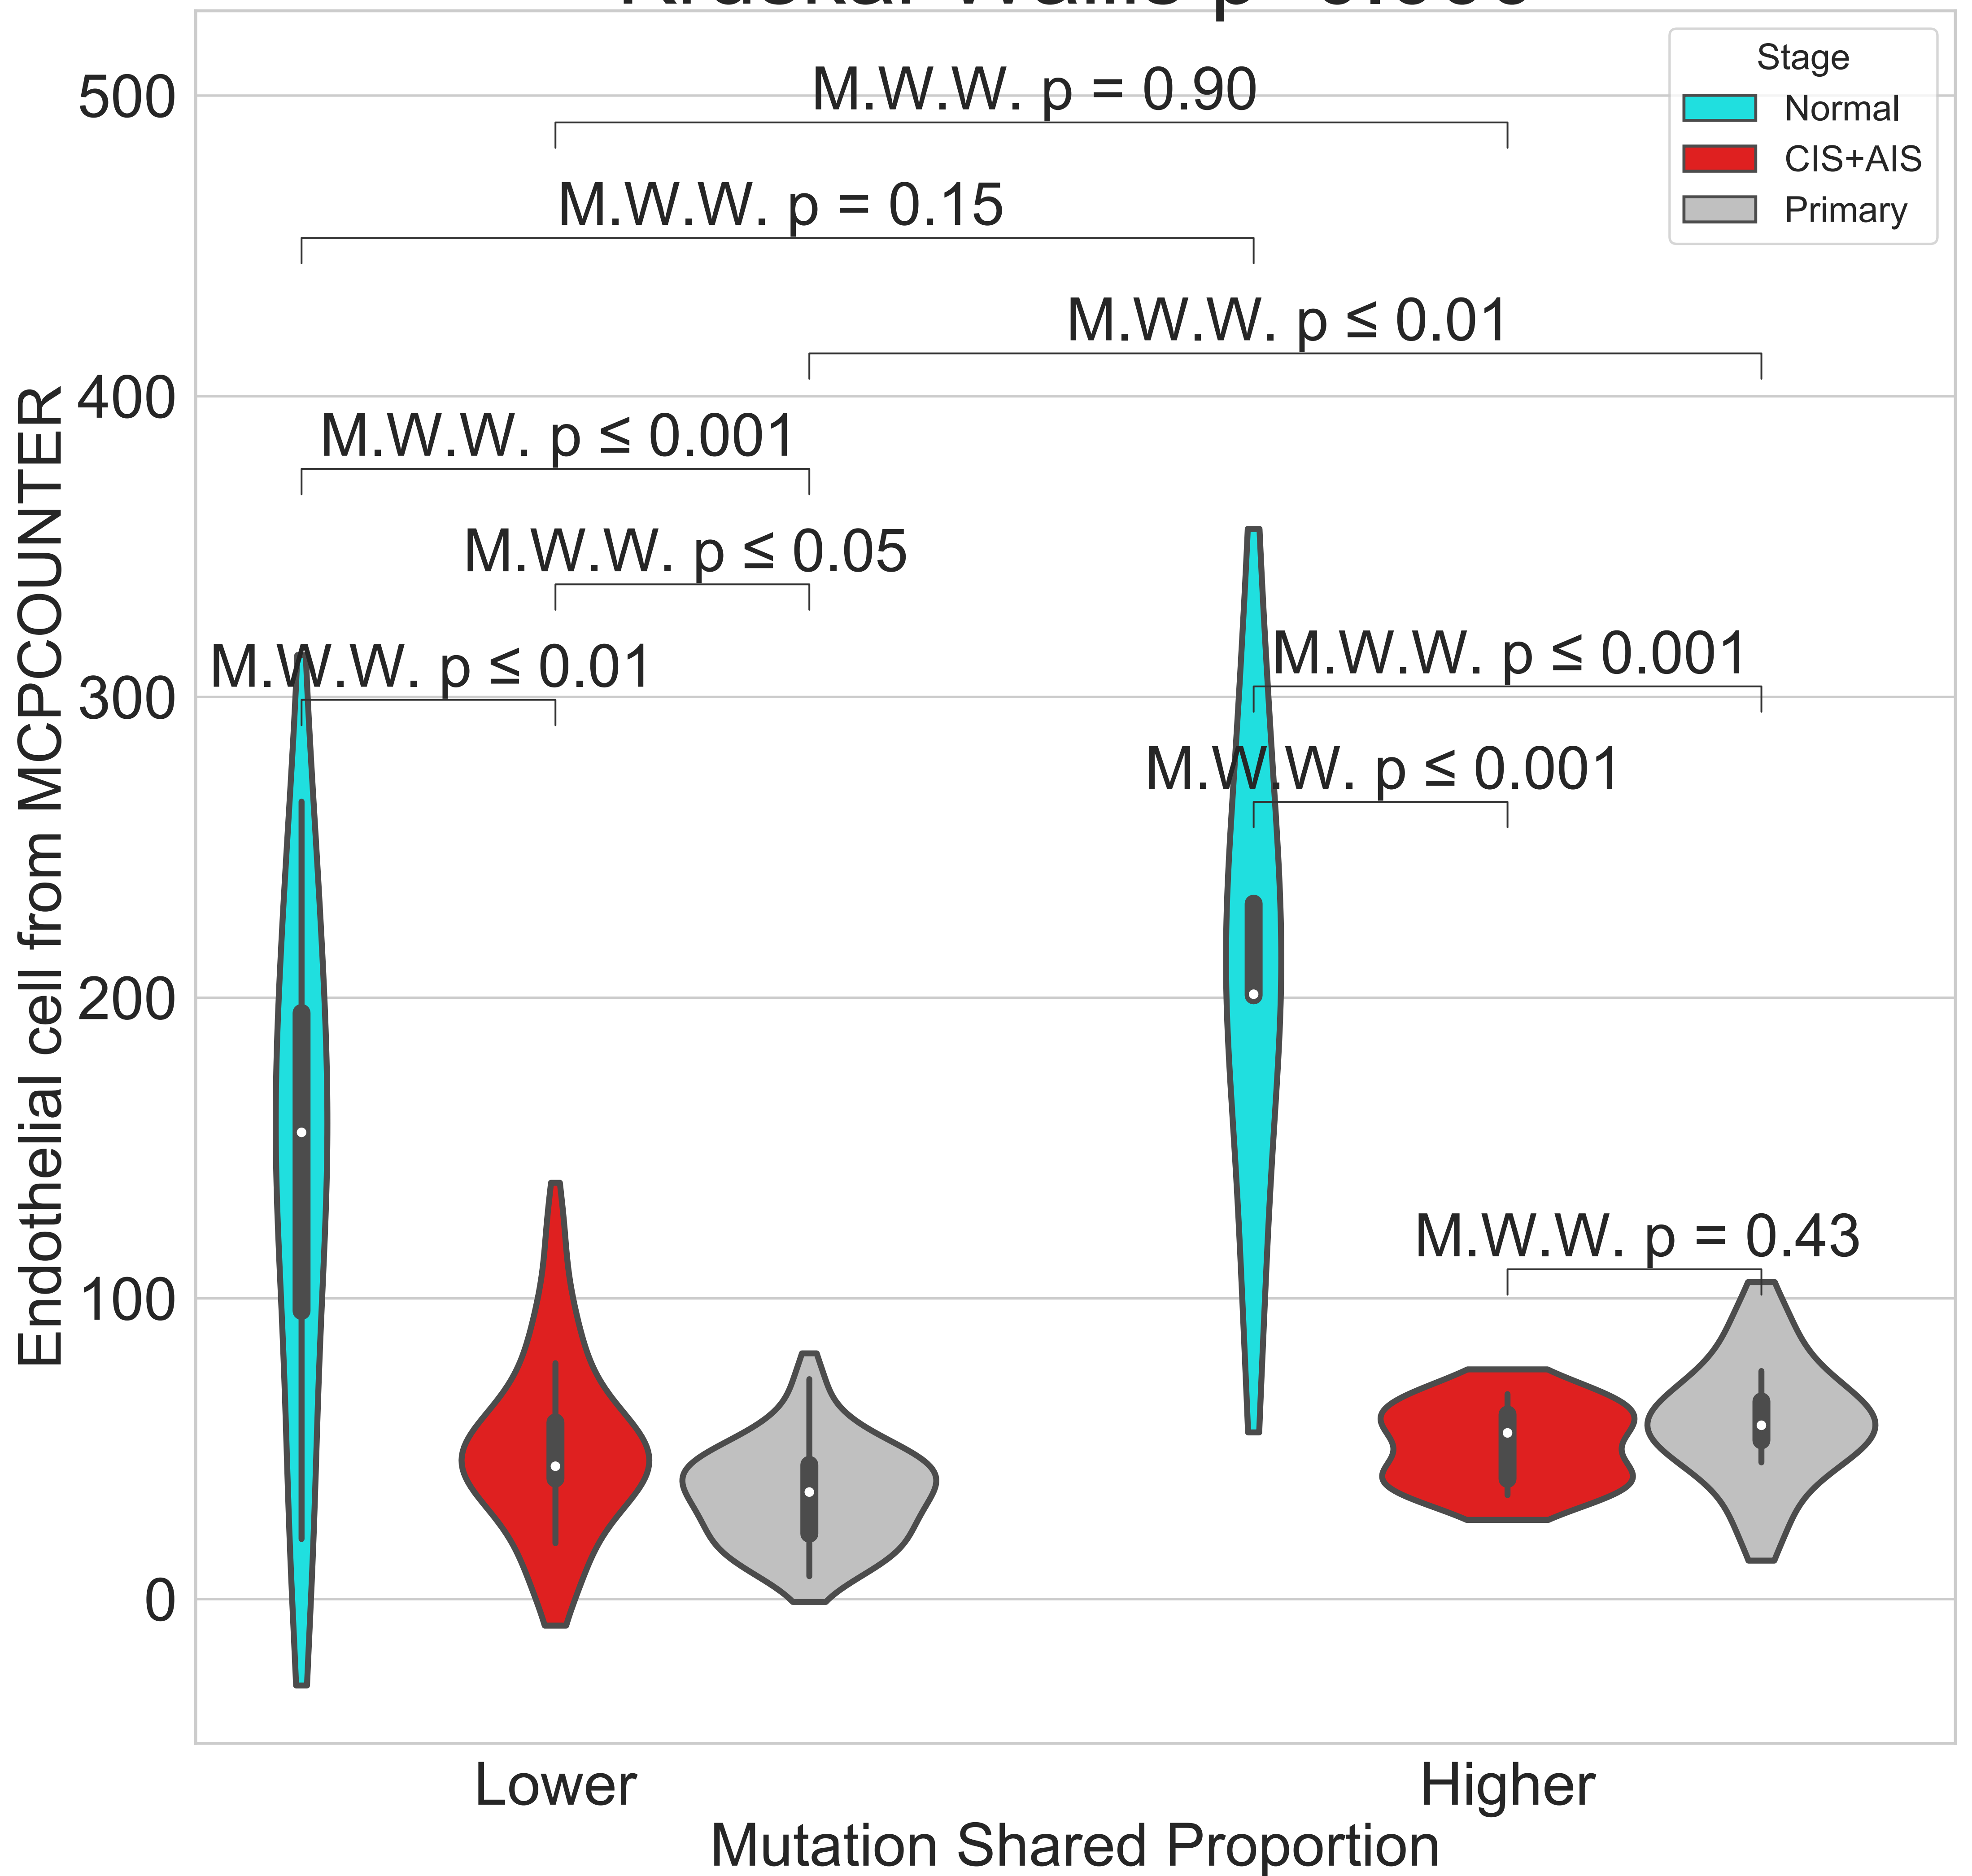 Stage
Normal
CIS+AIS
Primary
500
400
300
200
100
0
Endothelial cell from MCPCOUNTER
M.W.W. p = 0.90
M.W.W. p = 0.15
M.W.W. p ≤ 0.01
M.W.W. p ≤ 0.001
M.W.W. p ≤ 0.05
M.W.W. p ≤ 0.01
M.W.W. p ≤ 0.001
M.W.W. p ≤ 0.001
M.W.W. p = 0.43
Lower
Higher
Mutation Shared Proportion